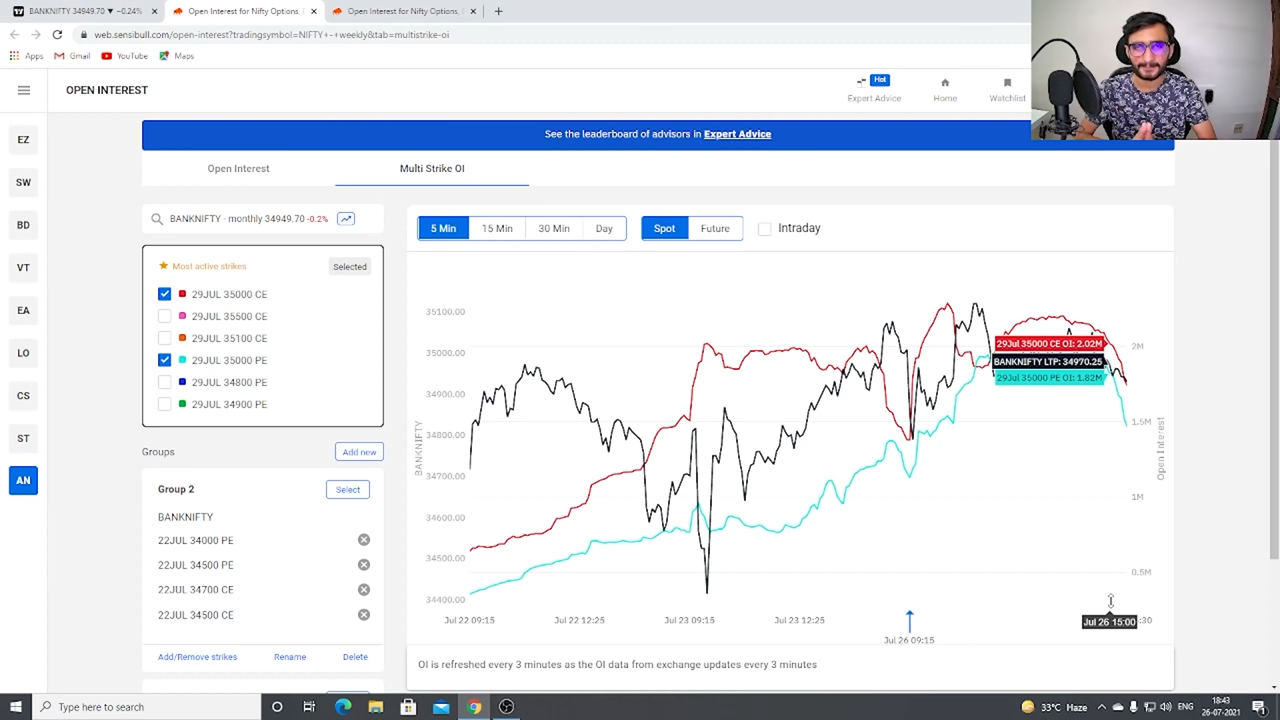 BANKNIFTY 34949.70 ▼ −0.24%
Open Interest for Nifty Options,
Open Interest for Nifty Options,
web.sensibull.com/open-interest?tradingsymbol=NIFTY+-+weekly&tab=multistrike-oi
Apps Gmail YouTube Maps
OPEN INTEREST
Hot
Expert Advice Home Watchlist
EZ
SW
BD
VT
EA
LO
CS
ST
AN
See the leaderboard of advisors in Expert Advice
Open Interest Multi Strike OI
BANKNIFTY - monthly 34949.70 -0.2%
Most active strikes Selected
29JUL 35000 CE
29JUL 35500 CE
29JUL 35100 CE
29JUL 35000 PE
29JUL 34800 PE
29JUL 34900 PE
Groups Add new
Group 2 Select
BANKNIFTY
22JUL 34000 PE
22JUL 34500 PE
22JUL 34700 CE
22JUL 34500 CE
Add/Remove strikes Rename Delete
5 Min 15 Min 30 Min Day Spot Future Intraday
35100.00
35000.00
34900.00
34800.00
34700.00
34600.00
34500.00
34400.00
BANKNIFTY
29Jul 35000 CE OI: 2.02M
BANKNIFTY LTP: 34970.25
29Jul 35000 PE OI: 1.82M
2M
1.5M
1M
0.5M
Open Interest
Jul 22 09:15 Jul 22 12:25 Jul 23 09:15 Jul 23 12:25 Jul 26 15:00 :30
Jul 26 09:15
OI is refreshed every 3 minutes as the OI data from exchange updates every 3 minutes
Type here to search
33°C Haze
ENG
18:43
26-07-2021